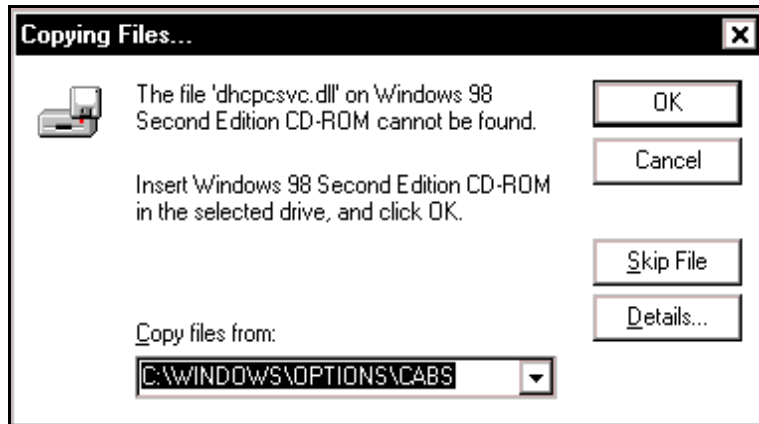 Copying Files...
The file 'dhcpcsvc.dll' on Windows 98
Second Edition CD-ROM cannot be found.
Insert Windows 98 Second Edition CD-ROM
in the selected drive, and click OK.
OK
Cancel
Skip File
Details...
Copy files from:
C:\WINDOWS\OPTIONS\CABS